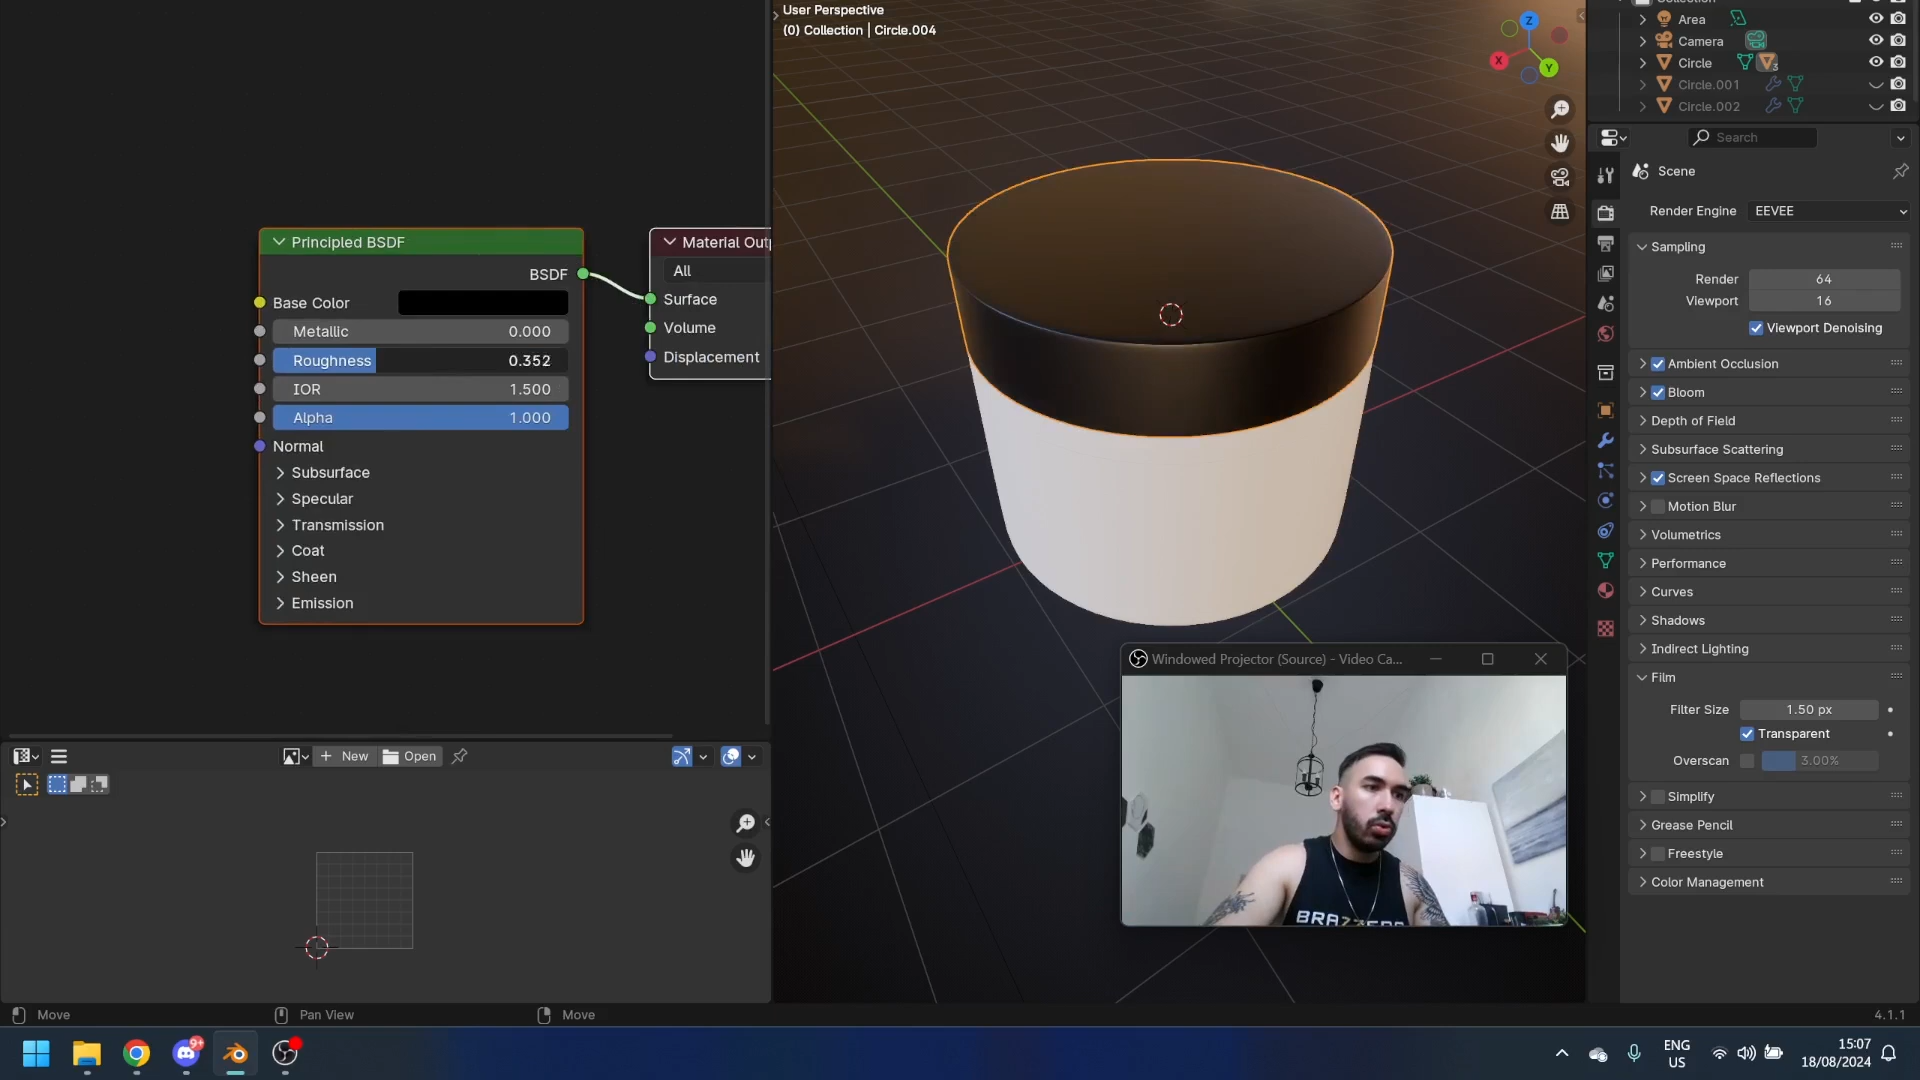 User Perspective
(0) Collection | Circle.004
Z
X
Y
Collection
Area
Camera
Circle
3
Circle.001
Circle.002
Search
Scene
Render Engine EEVEE
Sampling
Render 64
Viewport 16
Viewport Denoising
Ambient Occlusion
Bloom
Depth of Field
Subsurface Scattering
Screen Space Reflections
Motion Blur
Volumetrics
Performance
Curves
Shadows
Indirect Lighting
Film
Filter Size 1.50 px
Transparent
Overscan 3.00%
Simplify
Grease Pencil
Freestyle
Color Management
Principled BSDF
BSDF
Base Color
Metallic 0.000
Roughness 0.352
IOR 1.500
Alpha 1.000
Normal
Subsurface
Specular
Transmission
Coat
Sheen
Emission
Material Outp
All
Surface
Volume
Displacement
New Open
Windowed Projector (Source) - Video Ca...
Move
Pan View
Move
4.1.1
9+
ENG
US
15:07
18/08/2024